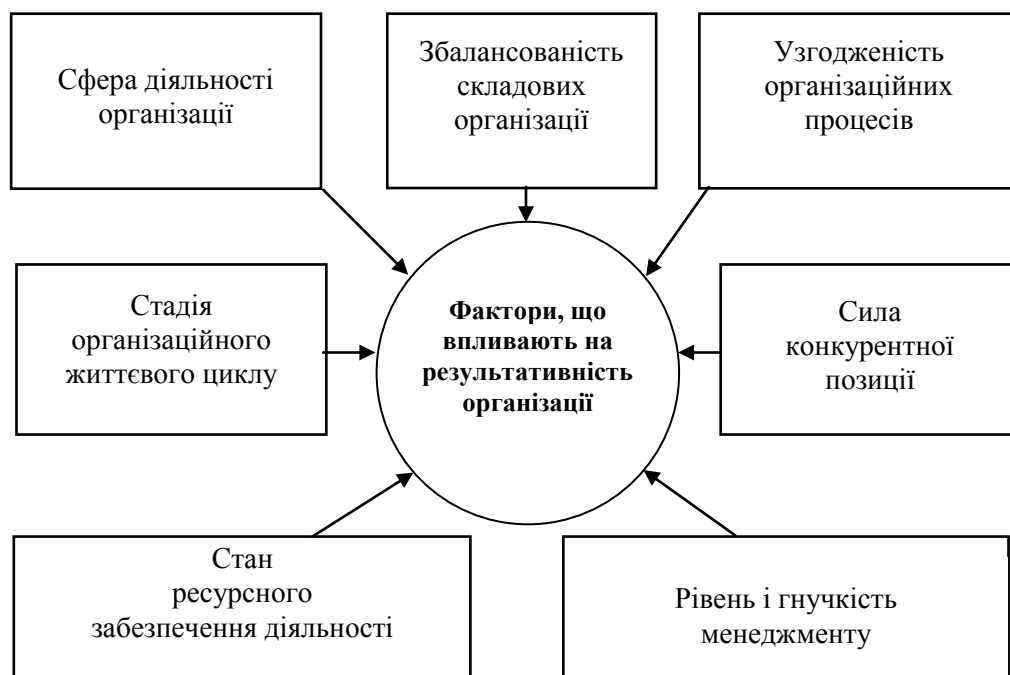 Сфера діяльності
організації
Збалансованість
складових
організації
Узгодженість
організаційних
процесів
Стадія
організаційного
життєвого циклу
Фактори, що
впливають на
результативність
організації
Сила
конкурентної
позиції
Стан
ресурсного
забезпечення діяльності
Рівень і гнучкість
менеджменту